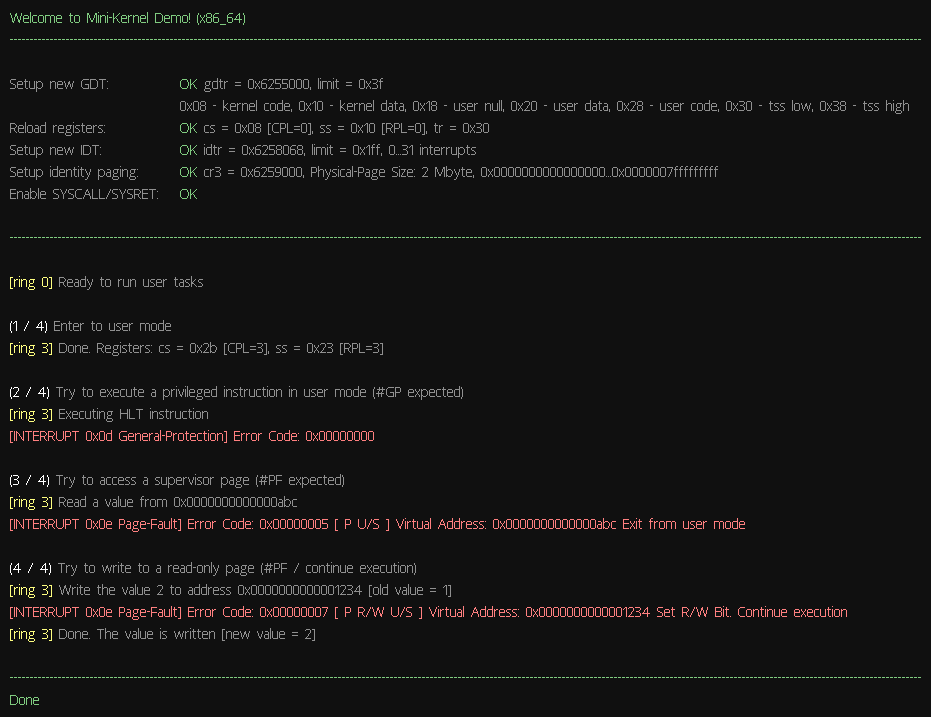 Welcome to Mini-Kernel Demo! (x86_64)
Setup new GDT: OK gdtr = 0x6255000, limit = 0x3f
0x08 - kernel code, 0x10 - kernel data, 0x18 - user null, 0x20 - user data, 0x28 - user code, 0x30 - tss low, 0x38 - tss high
Reload registers: OK cs = 0x08 [CPL=0], ss = 0x10 [RPL=0], tr = 0x30
Setup new IDT: OK idtr = 0x6258068, limit = 0x1ff, 0..31 interrupts
Setup identity paging: OK cr3 = 0x6259000, Physical-Page Size: 2 Mbyte, 0x0000000000000000...0x0000007fffffffff
Enable SYSCALL/SYSRET: OK
[ring 0] Ready to run user tasks
(1 / 4) Enter to user mode
[ring 3] Done. Registers: cs = 0x2b [CPL=3], ss = 0x23 [RPL=3]
(2 / 4) Try to execute a privileged instruction in user mode (#GP expected)
[ring 3] Executing HLT instruction
[INTERRUPT 0x0d General-Protection] Error Code: 0x00000000
(3 / 4) Try to access a supervisor page (#PF expected)
[ring 3] Read a value from 0x0000000000000abc
[INTERRUPT 0x0e Page-Fault] Error Code: 0x00000005 [ P U/S ] Virtual Address: 0x0000000000000abc Exit from user mode
(4 / 4) Try to write to a read-only page (#PF / continue execution)
[ring 3] Write the value 2 to address 0x0000000000001234 [old value = 1]
[INTERRUPT 0x0e Page-Fault] Error Code: 0x00000007 [ P R/W U/S ] Virtual Address: 0x0000000000001234 Set R/W Bit. Continue execution
[ring 3] Done. The value is written [new value = 2]
Done